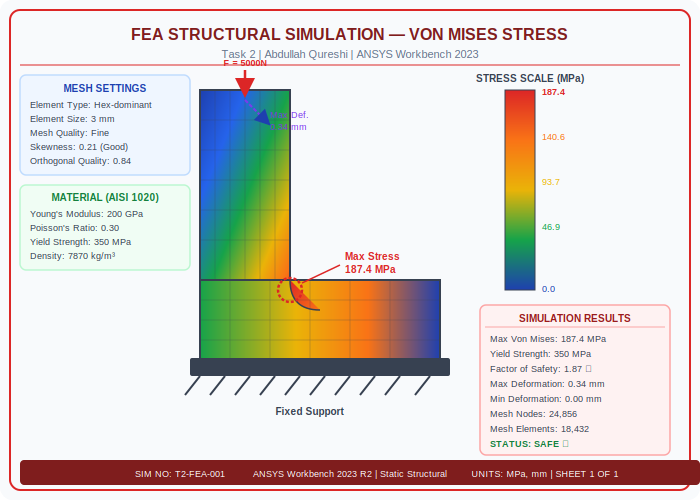 FEA STRUCTURAL SIMULATION — VON MISES STRESS
Task 2 | Abdullah Qureshi | ANSYS Workbench 2023
F = 5000N
MESH SETTINGS
Element Type: Hex-dominant
Element Size: 3 mm
Mesh Quality: Fine
Skewness: 0.21 (Good)
Orthogonal Quality: 0.84
MATERIAL (AISI 1020)
Young's Modulus: 200 GPa
Poisson's Ratio: 0.30
Yield Strength: 350 MPa
Density: 7870 kg/m³
Def.
mm
Max Stress
187.4 MPa
Fixed Support
STRESS SCALE (MPa)
187.4
140.6
93.7
46.9
0.0
SIMULATION RESULTS
Max Von Mises: 187.4 MPa
Yield Strength: 350 MPa
Factor of Safety: 1.87
Max Deformation: 0.34 mm
Min Deformation: 0.00 mm
Mesh Nodes: 24,856
Mesh Elements: 18,432
STATUS: SAFE
SIM NO: T2-FEA-001 ANSYS Workbench 2023 R2 | Static Structural UNITS: MPa, mm | SHEET 1 OF 1